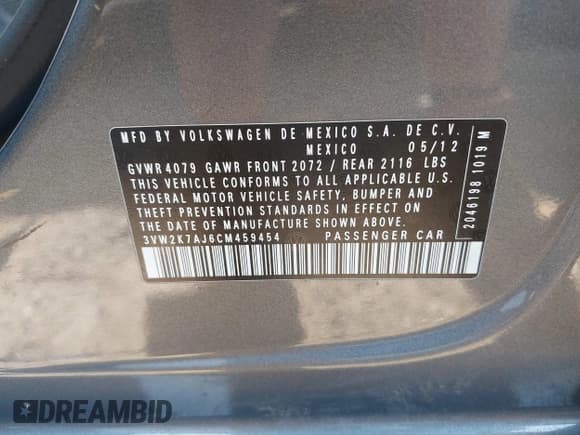 MFD BY VOLKSWAGEN DE MEXICO S.A. DE C.V.
MEXICO 05/12
GVWR 4079 GAWR FRONT 2072 / REAR 2116 LBS
THIS VEHICLE CONFORMS TO ALL APPLICABLE U.S.
FEDERAL MOTOR VEHICLE SAFETY, BUMPER AND
THEFT PREVENTION STANDARDS IN EFFECT ON
THE DATE OF MANUFACTURE SHOWN ABOVE.
3VW2K7AJ6CM459454 PASSENGER CAR
2046198 1019 M
DREAMBID